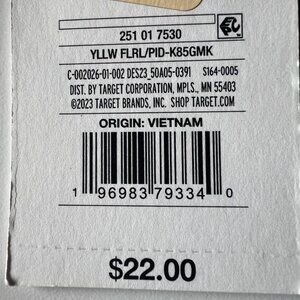 251 01 7530
YLLW FLRL/PID-K85GMK
C-002026-01-002 DES23_50A05-0391 S164-0005
DIST. BY TARGET CORPORATION, MPLS., MN 55403
©2023 TARGET BRANDS, INC. SHOP TARGET.COM
ORIGIN: VIETNAM
1 96983 79334 0
$22.00